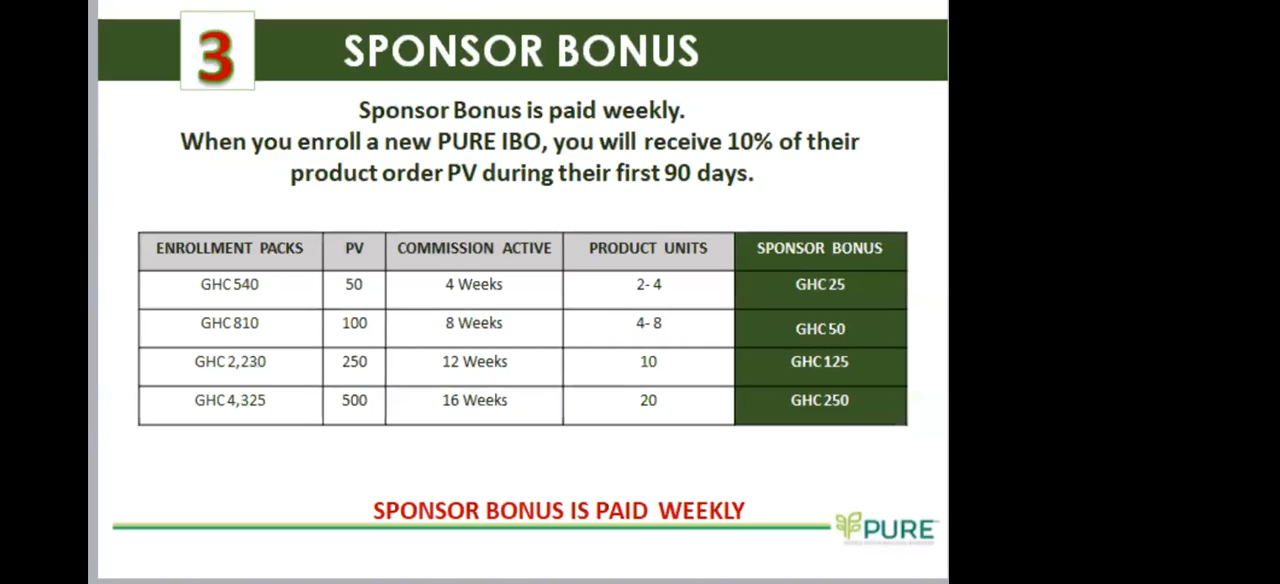 3
SPONSOR BONUS
Sponsor Bonus is paid weekly.
When you enroll a new PURE IBO, you will receive 10% of their
product order PV during their first 90 days.
ENROLLMENT PACKS PV COMMISSION ACTIVE PRODUCT UNITS SPONSOR BONUS
GHC 540 50 4 Weeks 2- 4 GHC 25
GHC 810 100 8 Weeks 4- 8 GHC 50
GHC 2,230 250 12 Weeks 10 GHC 125
GHC 4,325 500 16 Weeks 20 GHC 250
SPONSOR BONUS IS PAID WEEKLY
PURE